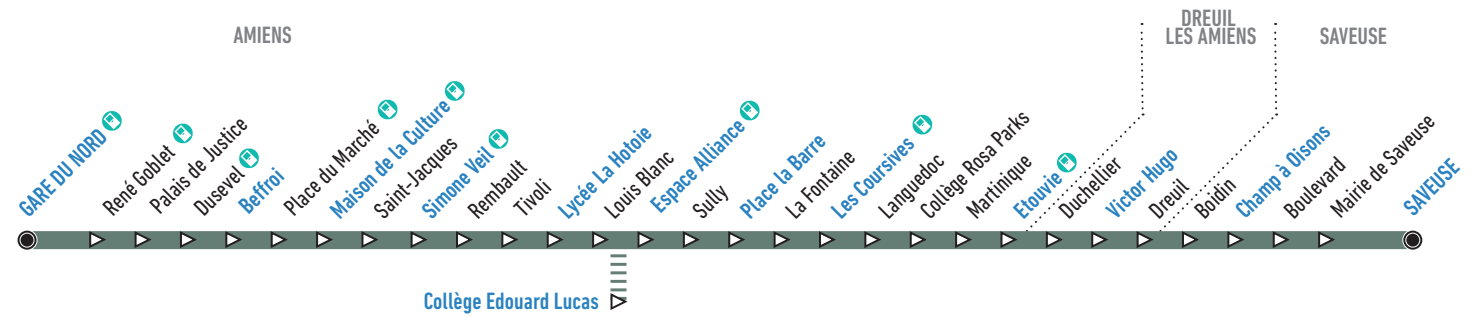 AMIENS
DREUIL
LES AMIENS
SAVEUSE
GARE DU NORD
René Goblet
Palais de Justice
Dusevel
Beffroi
Place du Marché
Maison de la Culture
Saint-Jacques
Simone Veil
Rembault
Tivoli
Lycée La Hotoie
Louis Blanc
Espace Alliance
Sully
Place la Barre
La Fontaine
Les Coursives
Languedoc
Collège Rosa Parks
Martinique
Etouvie
Duchellier
Victor Hugo
Dreuil
Boidin
Champ à Oisons
Boulevard
Mairie de Saveuse
SAVEUSE
Collège Edouard Lucas